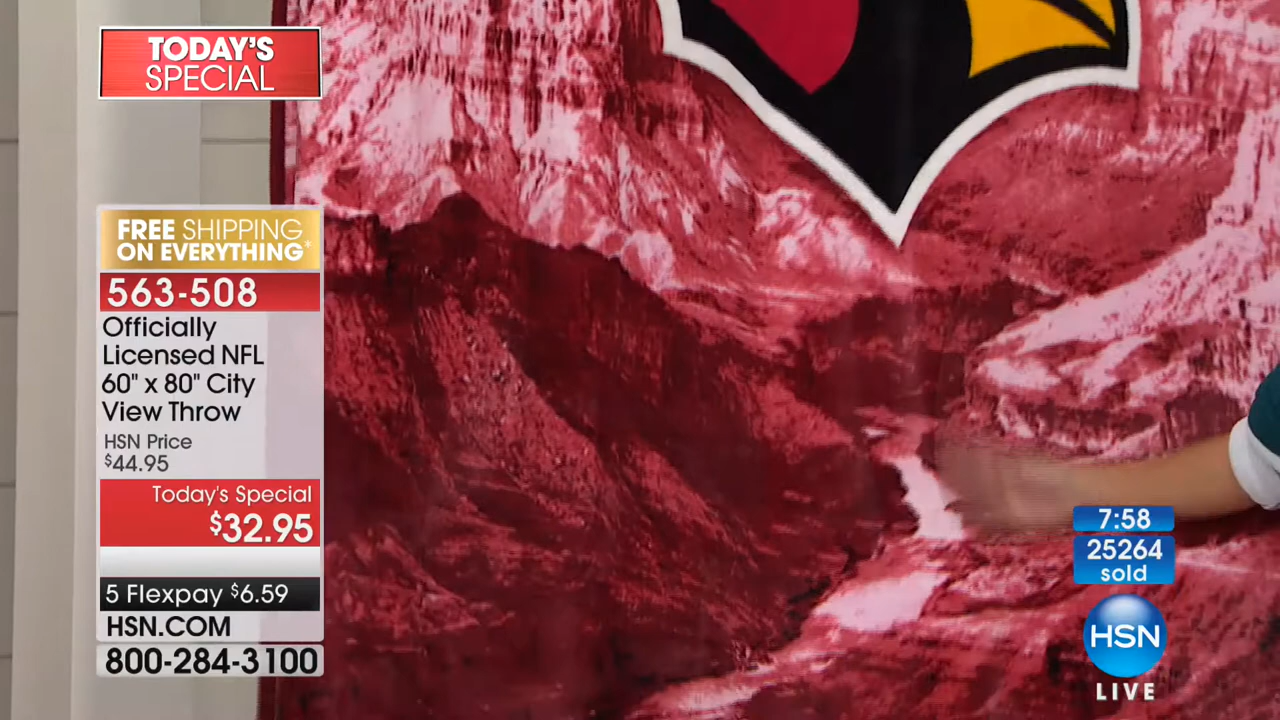 TODAY'S
SPECIAL
FREE SHIPPING
ON EVERYTHING*
563-508
Officially
Licensed NFL
60" x 80" City
View Throw
HSN Price
$44.95
Today's Special
$32.95
5 Flexpay $6.59
HSN.COM
800-284-3100
7:58
25264
sold
HSN
LIVE